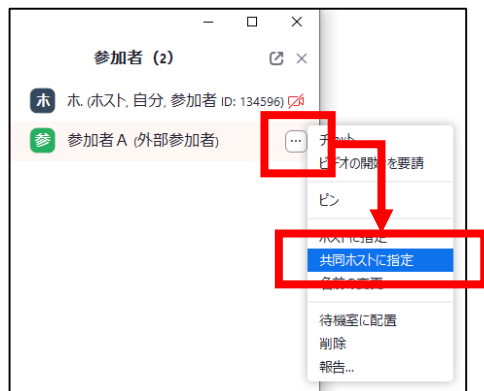 参加者 (2)
ホ ホ. (ホスト, 自分, 参加者 ID: 134596)
参 参加者A (外部参加者)
チャット
ビデオの開始を要請
ピン
ホストに指定
共同ホストに指定
名前の変更
待機室に配置
削除
報告...